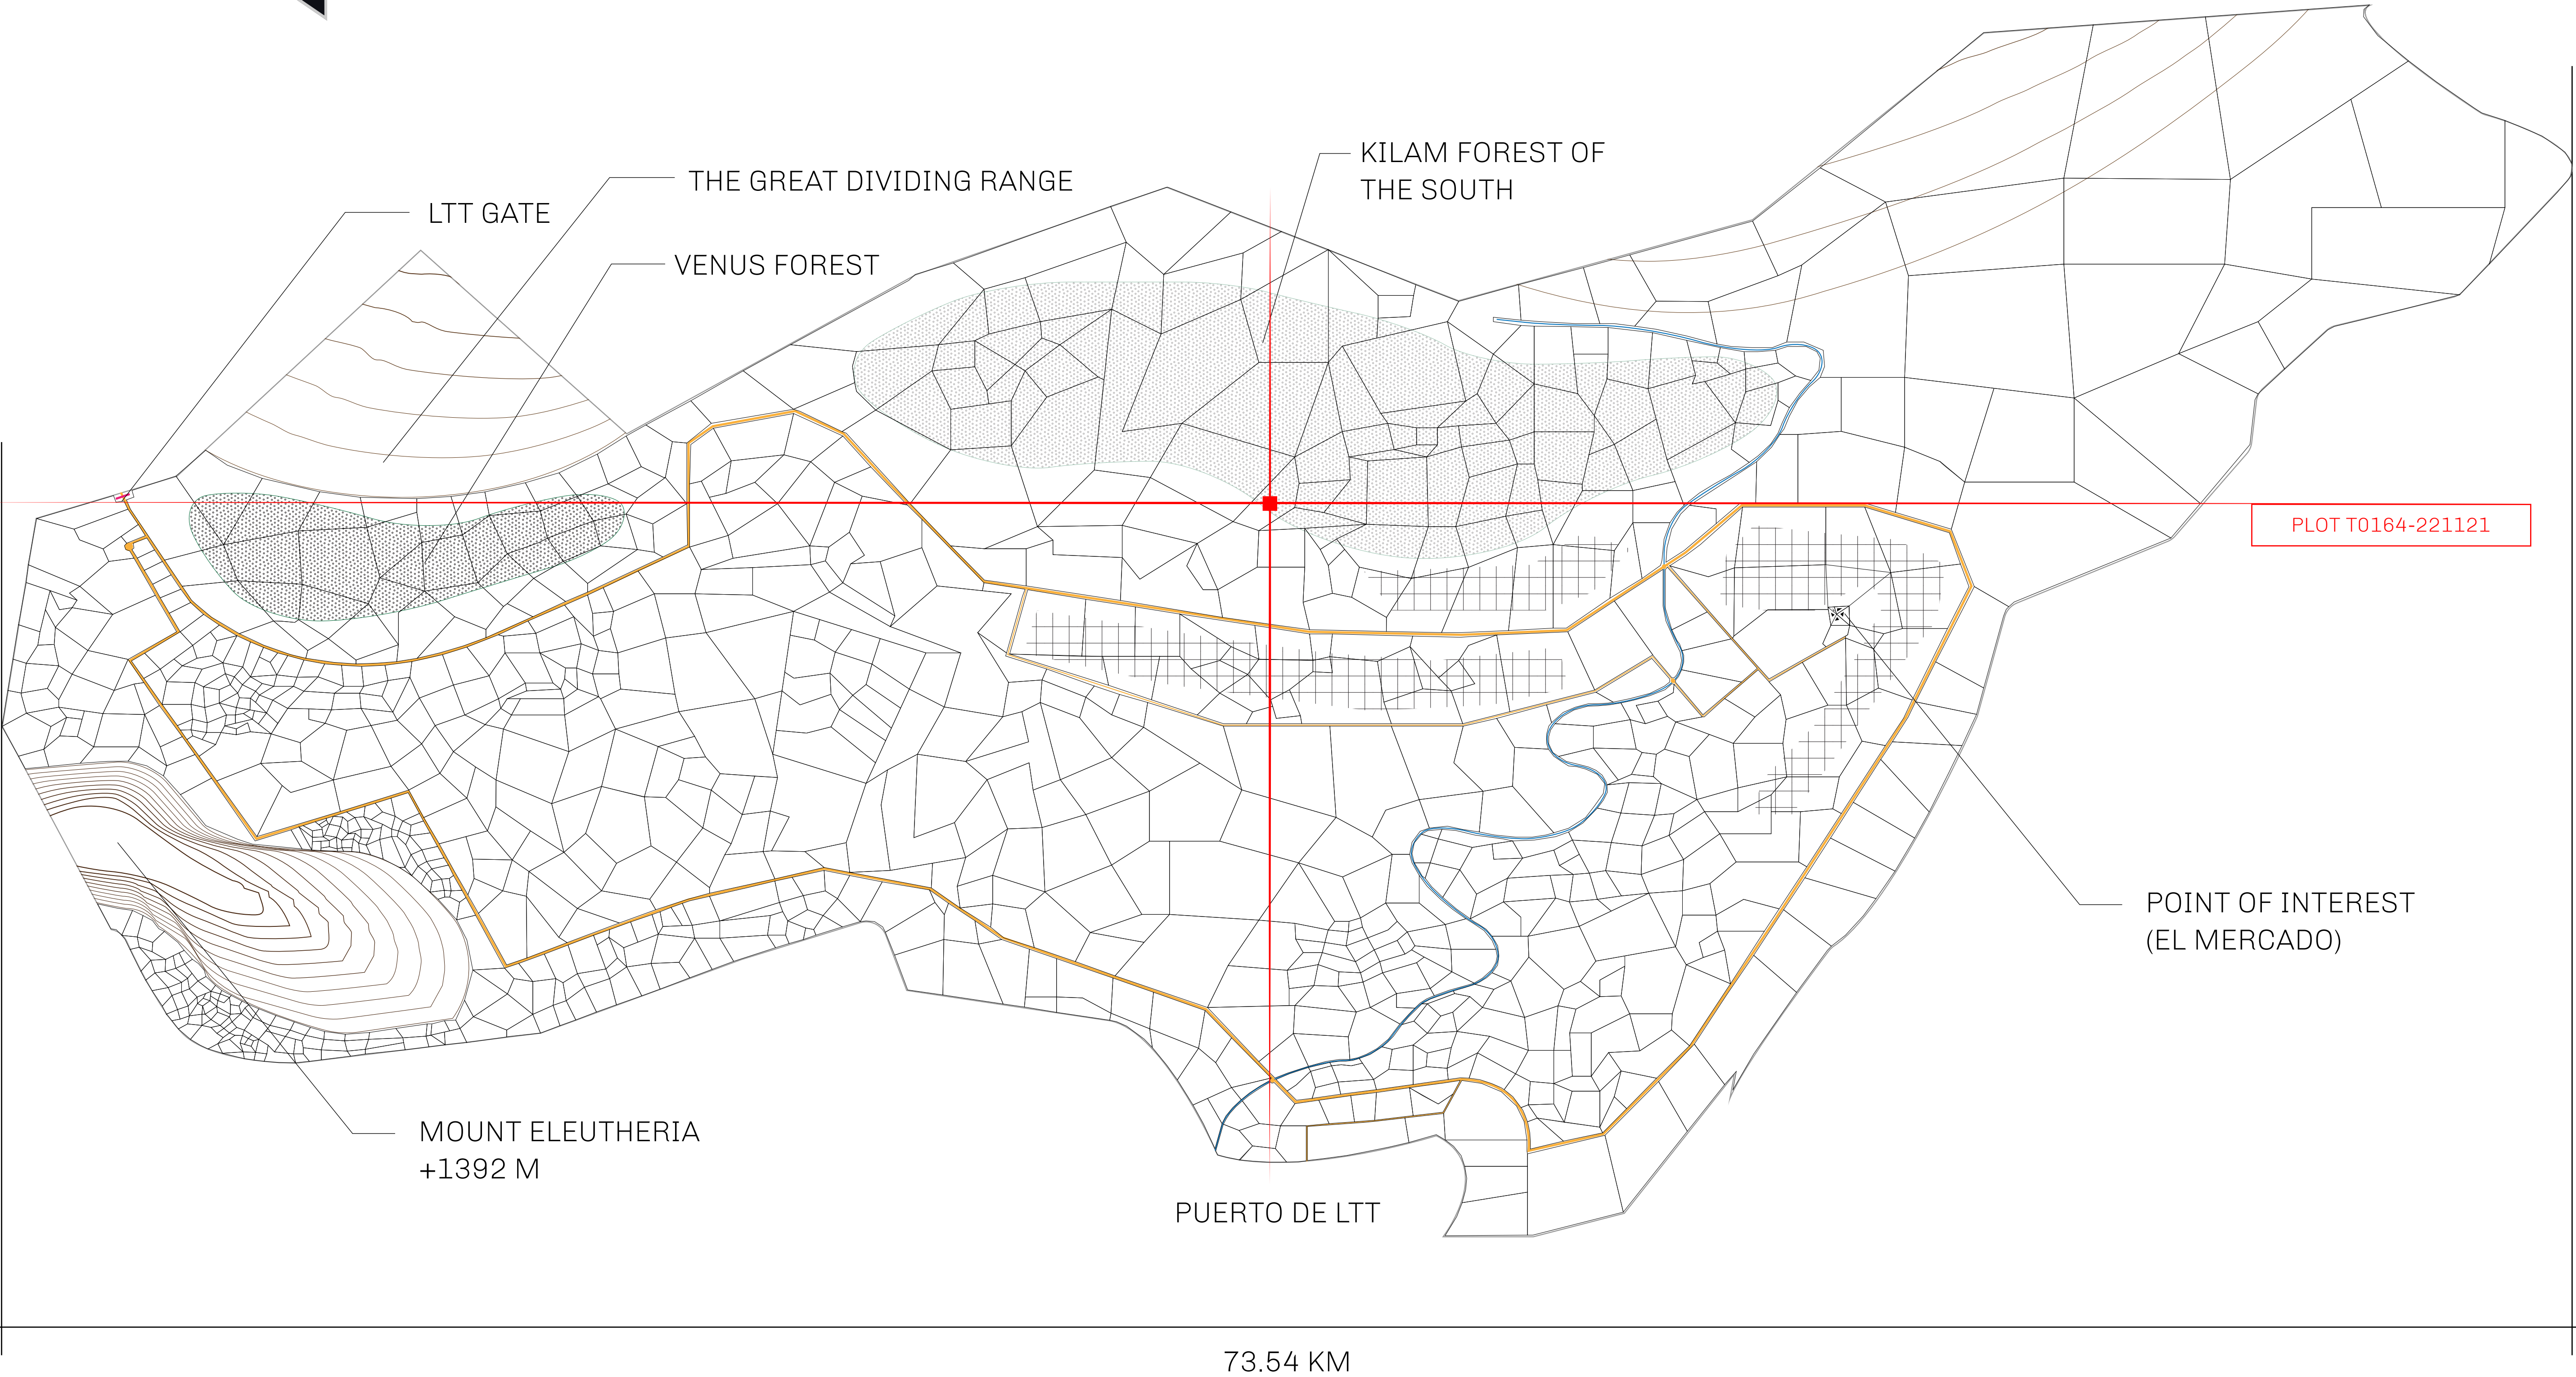 KILAM FOREST OF
THE SOUTH
THE GREAT DIVIDING RANGE
LTT GATE
VENUS FOREST
PLOT T0164-221121
POINT OF INTEREST
(EL MERCADO)
MOUNT ELEUTHERIA
+1392 M
PUERTO DE LTT
73.54 KM